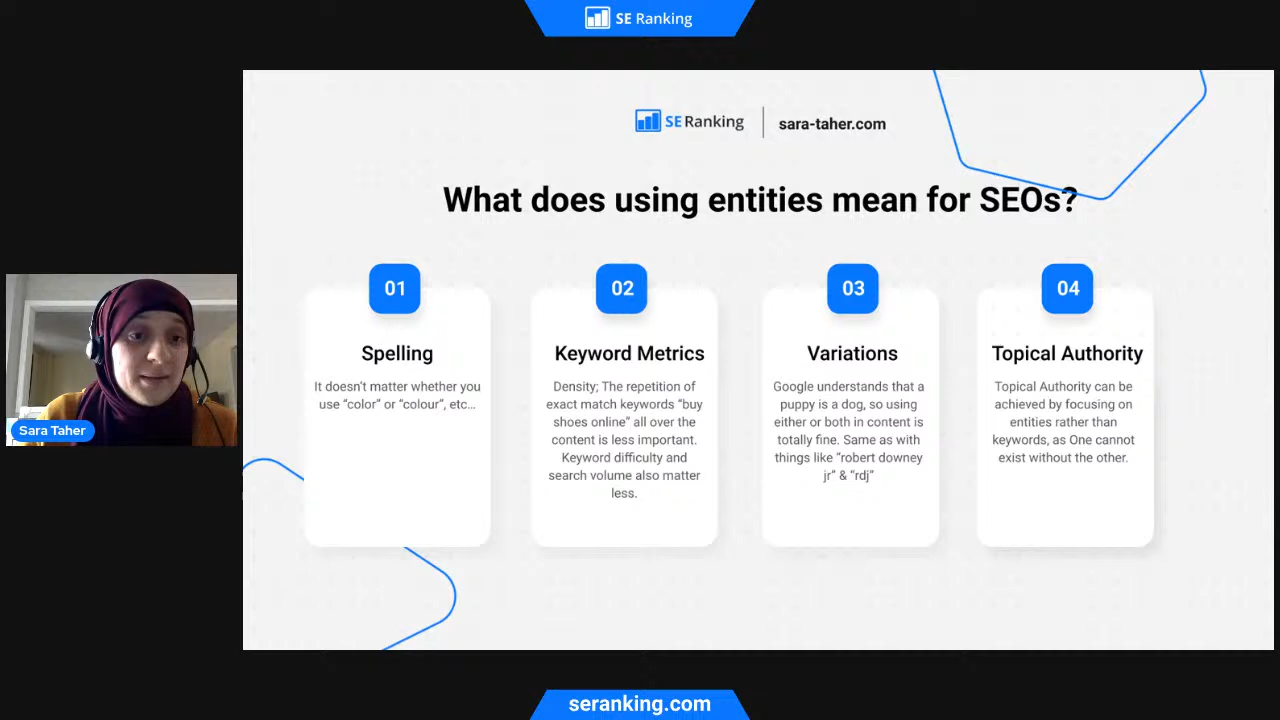 SE Ranking
SE Ranking
sara-taher.com
What does using entities mean for SEOs?
01
Spelling
It doesn't matter whether you
use “color” or “colour”, etc...
02
Keyword Metrics
Density; The repetition of
exact match keywords “buy
shoes online” all over the
content is less important.
Keyword difficulty and
search volume also matter
less.
03
Variations
Google understands that a
puppy is a dog, so using
either or both in content is
totally fine. Same as with
things like “robert downey
jr” & “rdj”
04
Topical Authority
Topical Authority can be
achieved by focusing on
entities rather than
keywords, as One cannot
exist without the other.
Sara Taher
seranking.com